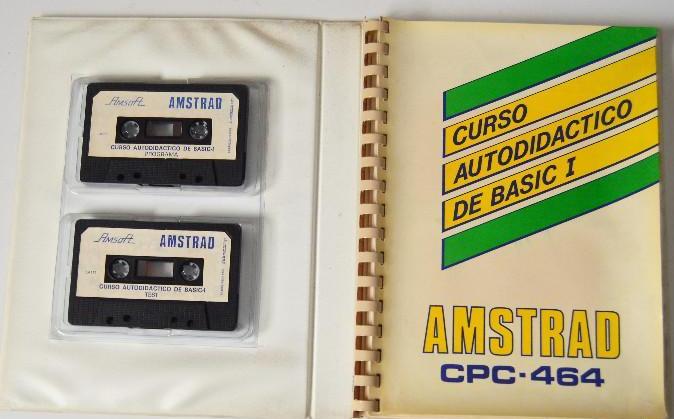 Amsoft AMSTRAD
CURSO AUTODIDACTICO DE BASIC-I
PROGRAMA
Amsoft AMSTRAD
CURSO AUTODIDACTICO DE BASIC-I
TEST
CURSO
AUTODIDACTICO
DE BASIC I
AMSTRAD
CPC·464